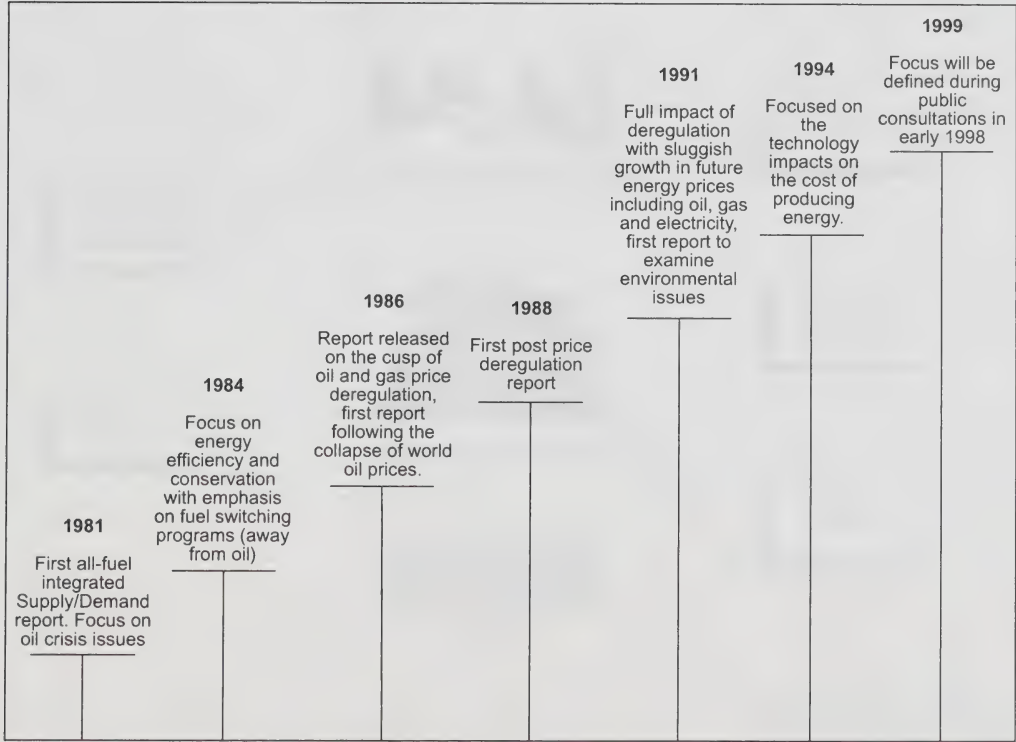 1981
First all-fuel
integrated
Supply/Demand
report. Focus on
oil crisis issues
1984
Focus on
energy
efficiency and
conservation
with emphasis
on fuel switching
programs (away
from oil)
1986
Report released
on the cusp of
oil and gas price
deregulation,
first report
following the
collapse of world
oil prices.
1988
First post price
deregulation
report
1991
Full impact of
deregulation
with sluggish
growth in future
energy prices
including oil, gas
and electricity,
first report to
examine
environmental
issues
1994
Focused on
the
technology
impacts on
the cost of
producing
energy.
1999
Focus will be
defined during
public
consultations in
early 1998